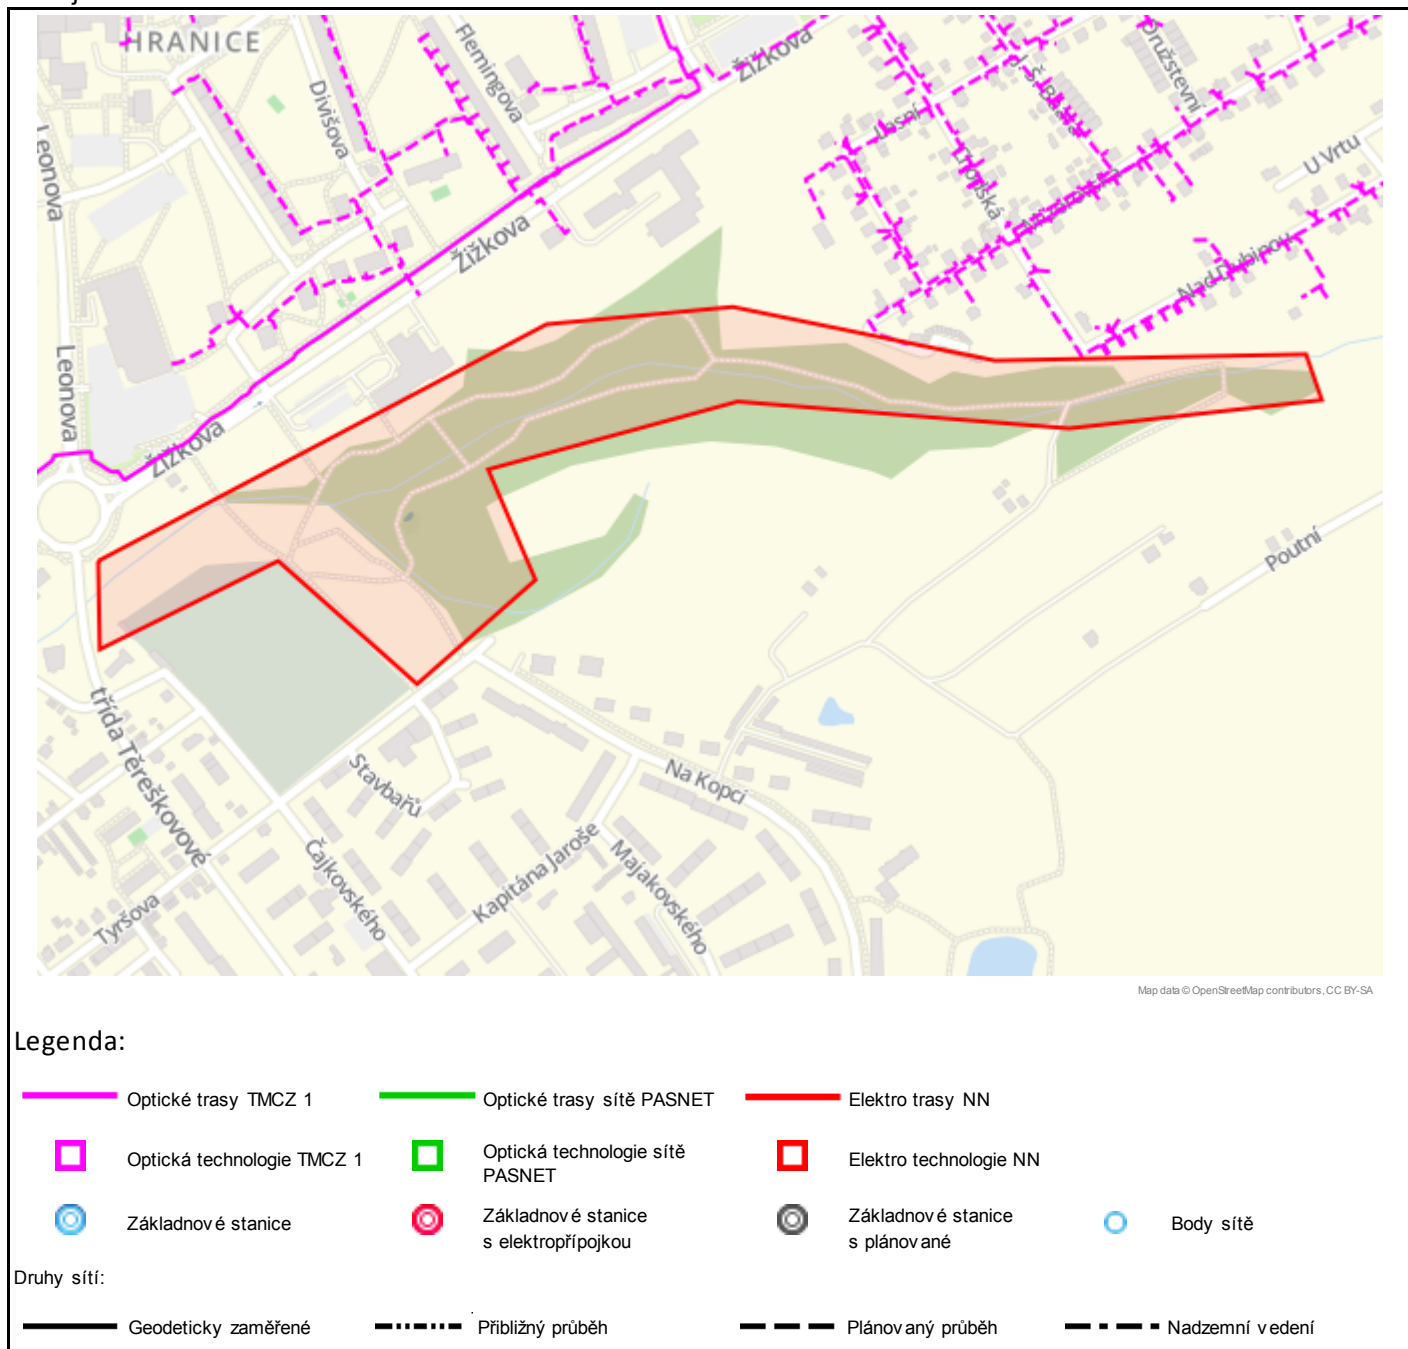 HRANICE
Flemingova
Divišova
Žižkova
Družstevní
J. Š. Baara
Jasní
Chodská
U Vrtu
Leonova
Žižkova
Nad Dubinou
Leonova
Žižkova
Poutní
třída Těreškovové
Stavbařů
Na Kopci
Čajkovského
Kapitána Jaroše
Majakovského
Tyršova
Map data © OpenStreetMap contributors, CC BY-SA
Legenda:
Optické trasy TMCZ 1
Optické trasy sítě PASNET
Elektro trasy NN
Optická technologie TMCZ 1
Optická technologie sítě
PASNET
Elektro technologie NN
Základnové stanice
Základnové stanice
s elektropřípojkou
Základnové stanice
s plánované
Body sítě
Druhy sítí:
Geodeticky zaměřené
Přibližný průběh
Plánovaný průběh
Nadzemní vedení